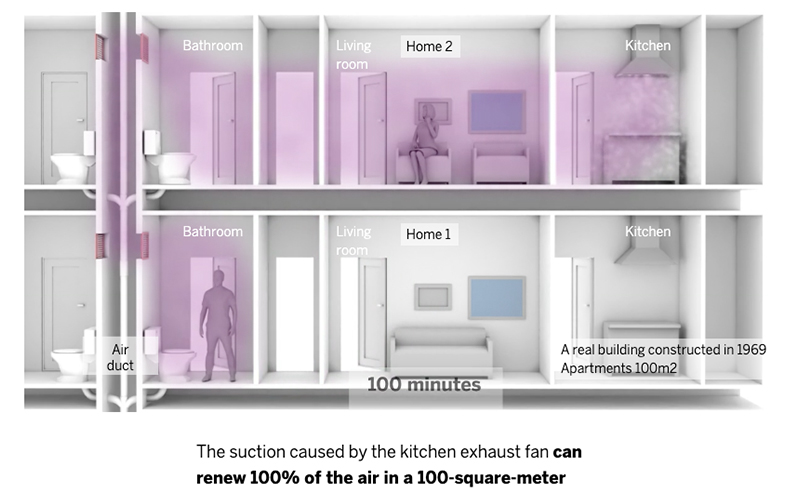 Bathroom
Living
room
Home 2
Kitchen
Bathroom
Living
room
Home 1
Kitchen
Air
duct
A real building constructed in 1969
Apartments 100m2
100 minutes
The suction caused by the kitchen exhaust fan can
renew 100% of the air in a 100-square-meter